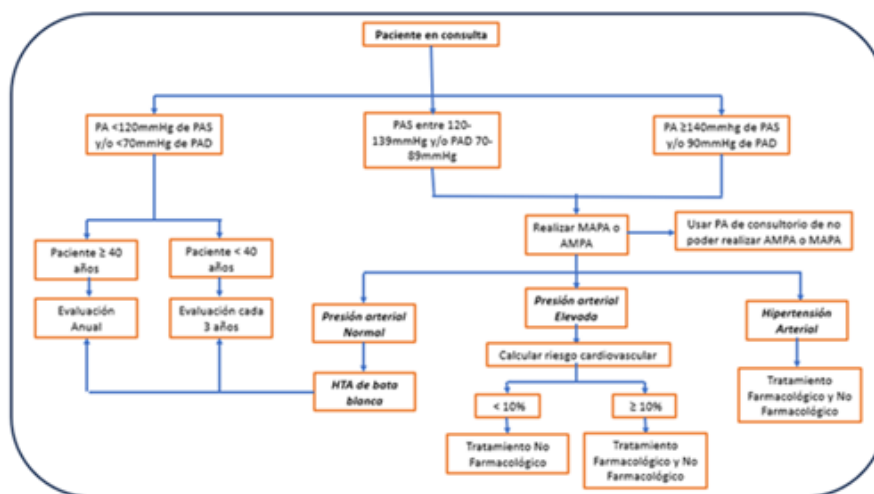 Paciente en consulta
PA <120mmHg de PAS
y/o <70mmHg de PAD
PAS entre 120-
139mmHg y/o PAD 70-
89mmHg
PA ≥140mmhg de PAS
y/o 90mmHg de PAD
Realizar MAPA o
AMPA
Usar PA de consultorio de no
poder realizar AMPA o MAPA
Paciente ≥ 40
años
Paciente < 40
años
Evaluación
Anual
Evaluación cada
3 años
Presión arterial
Normal
Presión arterial
Elevada
Hipertensión
Arterial
HTA de bata
blanca
Calcular riesgo cardiovascular
Tratamiento
Farmacológico y No
Farmacológico
< 10%
≥ 10%
Tratamiento No
Farmacológico
Tratamiento
Farmacológico y No
Farmacológico